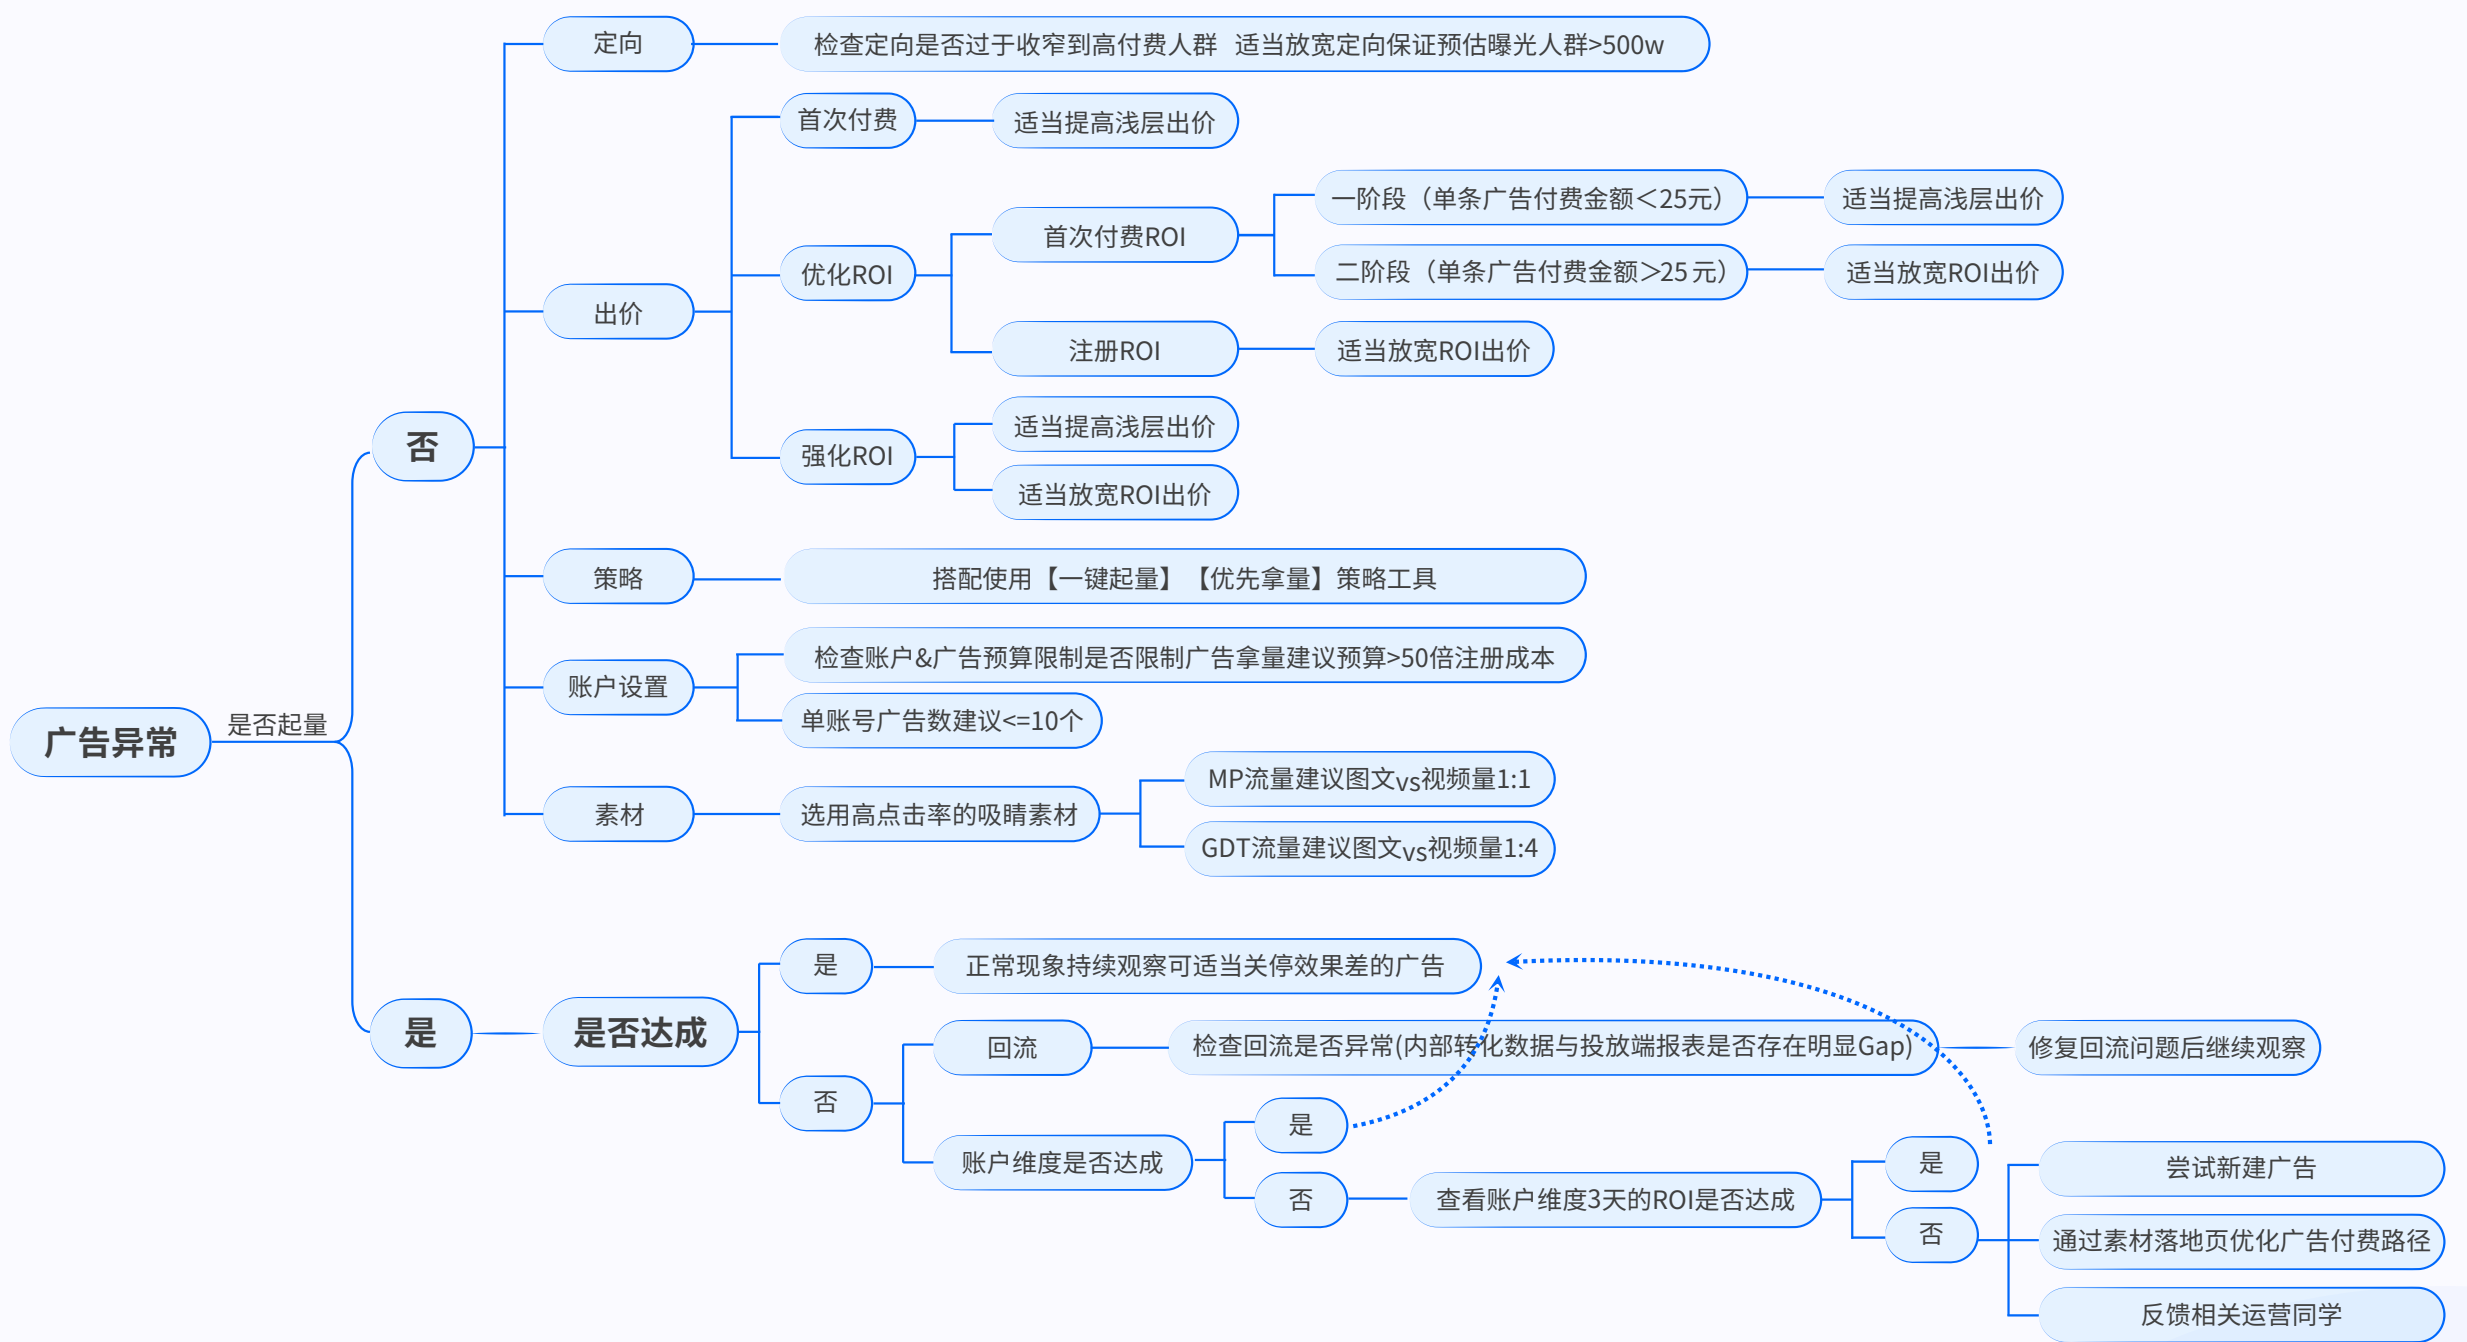 定向
检查定向是否过于收窄到高付费人群 适当放宽定向保证预估曝光人群>500w
首次付费
适当提高浅层出价
一阶段（单条广告付费金额＜25元）
适当提高浅层出价
首次付费ROI
优化ROI
二阶段（单条广告付费金额＞25元）
适当放宽ROI出价
出价
注册ROI
适当放宽ROI出价
否
强化ROI
适当提高浅层出价
适当放宽ROI出价
策略
搭配使用【一键起量】【优先拿量】策略工具
账户设置
检查账户&广告预算限制是否限制广告拿量建议预算>50倍注册成本
单账号广告数建议<=10个
广告异常
是否起量
素材
选用高点击率的吸睛素材
MP流量建议图文vs视频量1:1
GDT流量建议图文vs视频量1:4
是
是否达成
是
正常现象持续观察可适当关停效果差的广告
否
回流
检查回流是否异常(内部转化数据与投放端报表是否存在明显Gap)
修复回流问题后继续观察
账户维度是否达成
是
否
查看账户维度3天的ROI是否达成
是
否
尝试新建广告
通过素材落地页优化广告付费路径
反馈相关运营同学